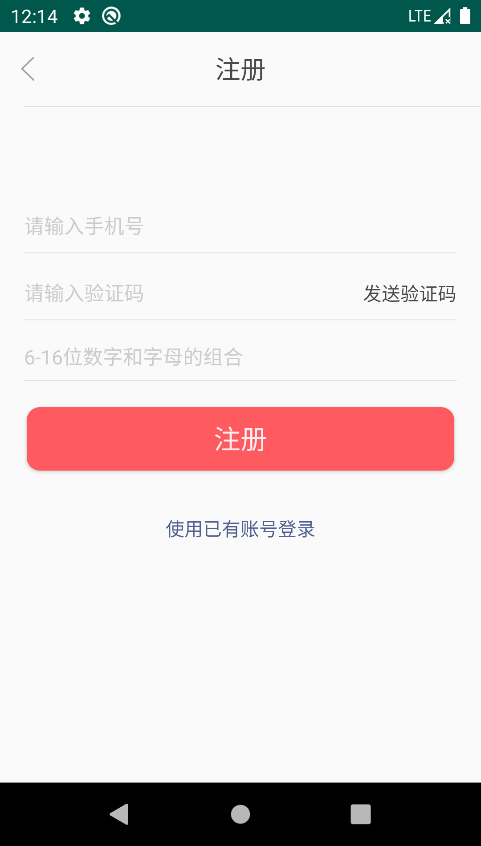 12:14 LTE
注册
请输入手机号
请输入验证码 发送验证码
6-16位数字和字母的组合
注册
使用已有账号登录